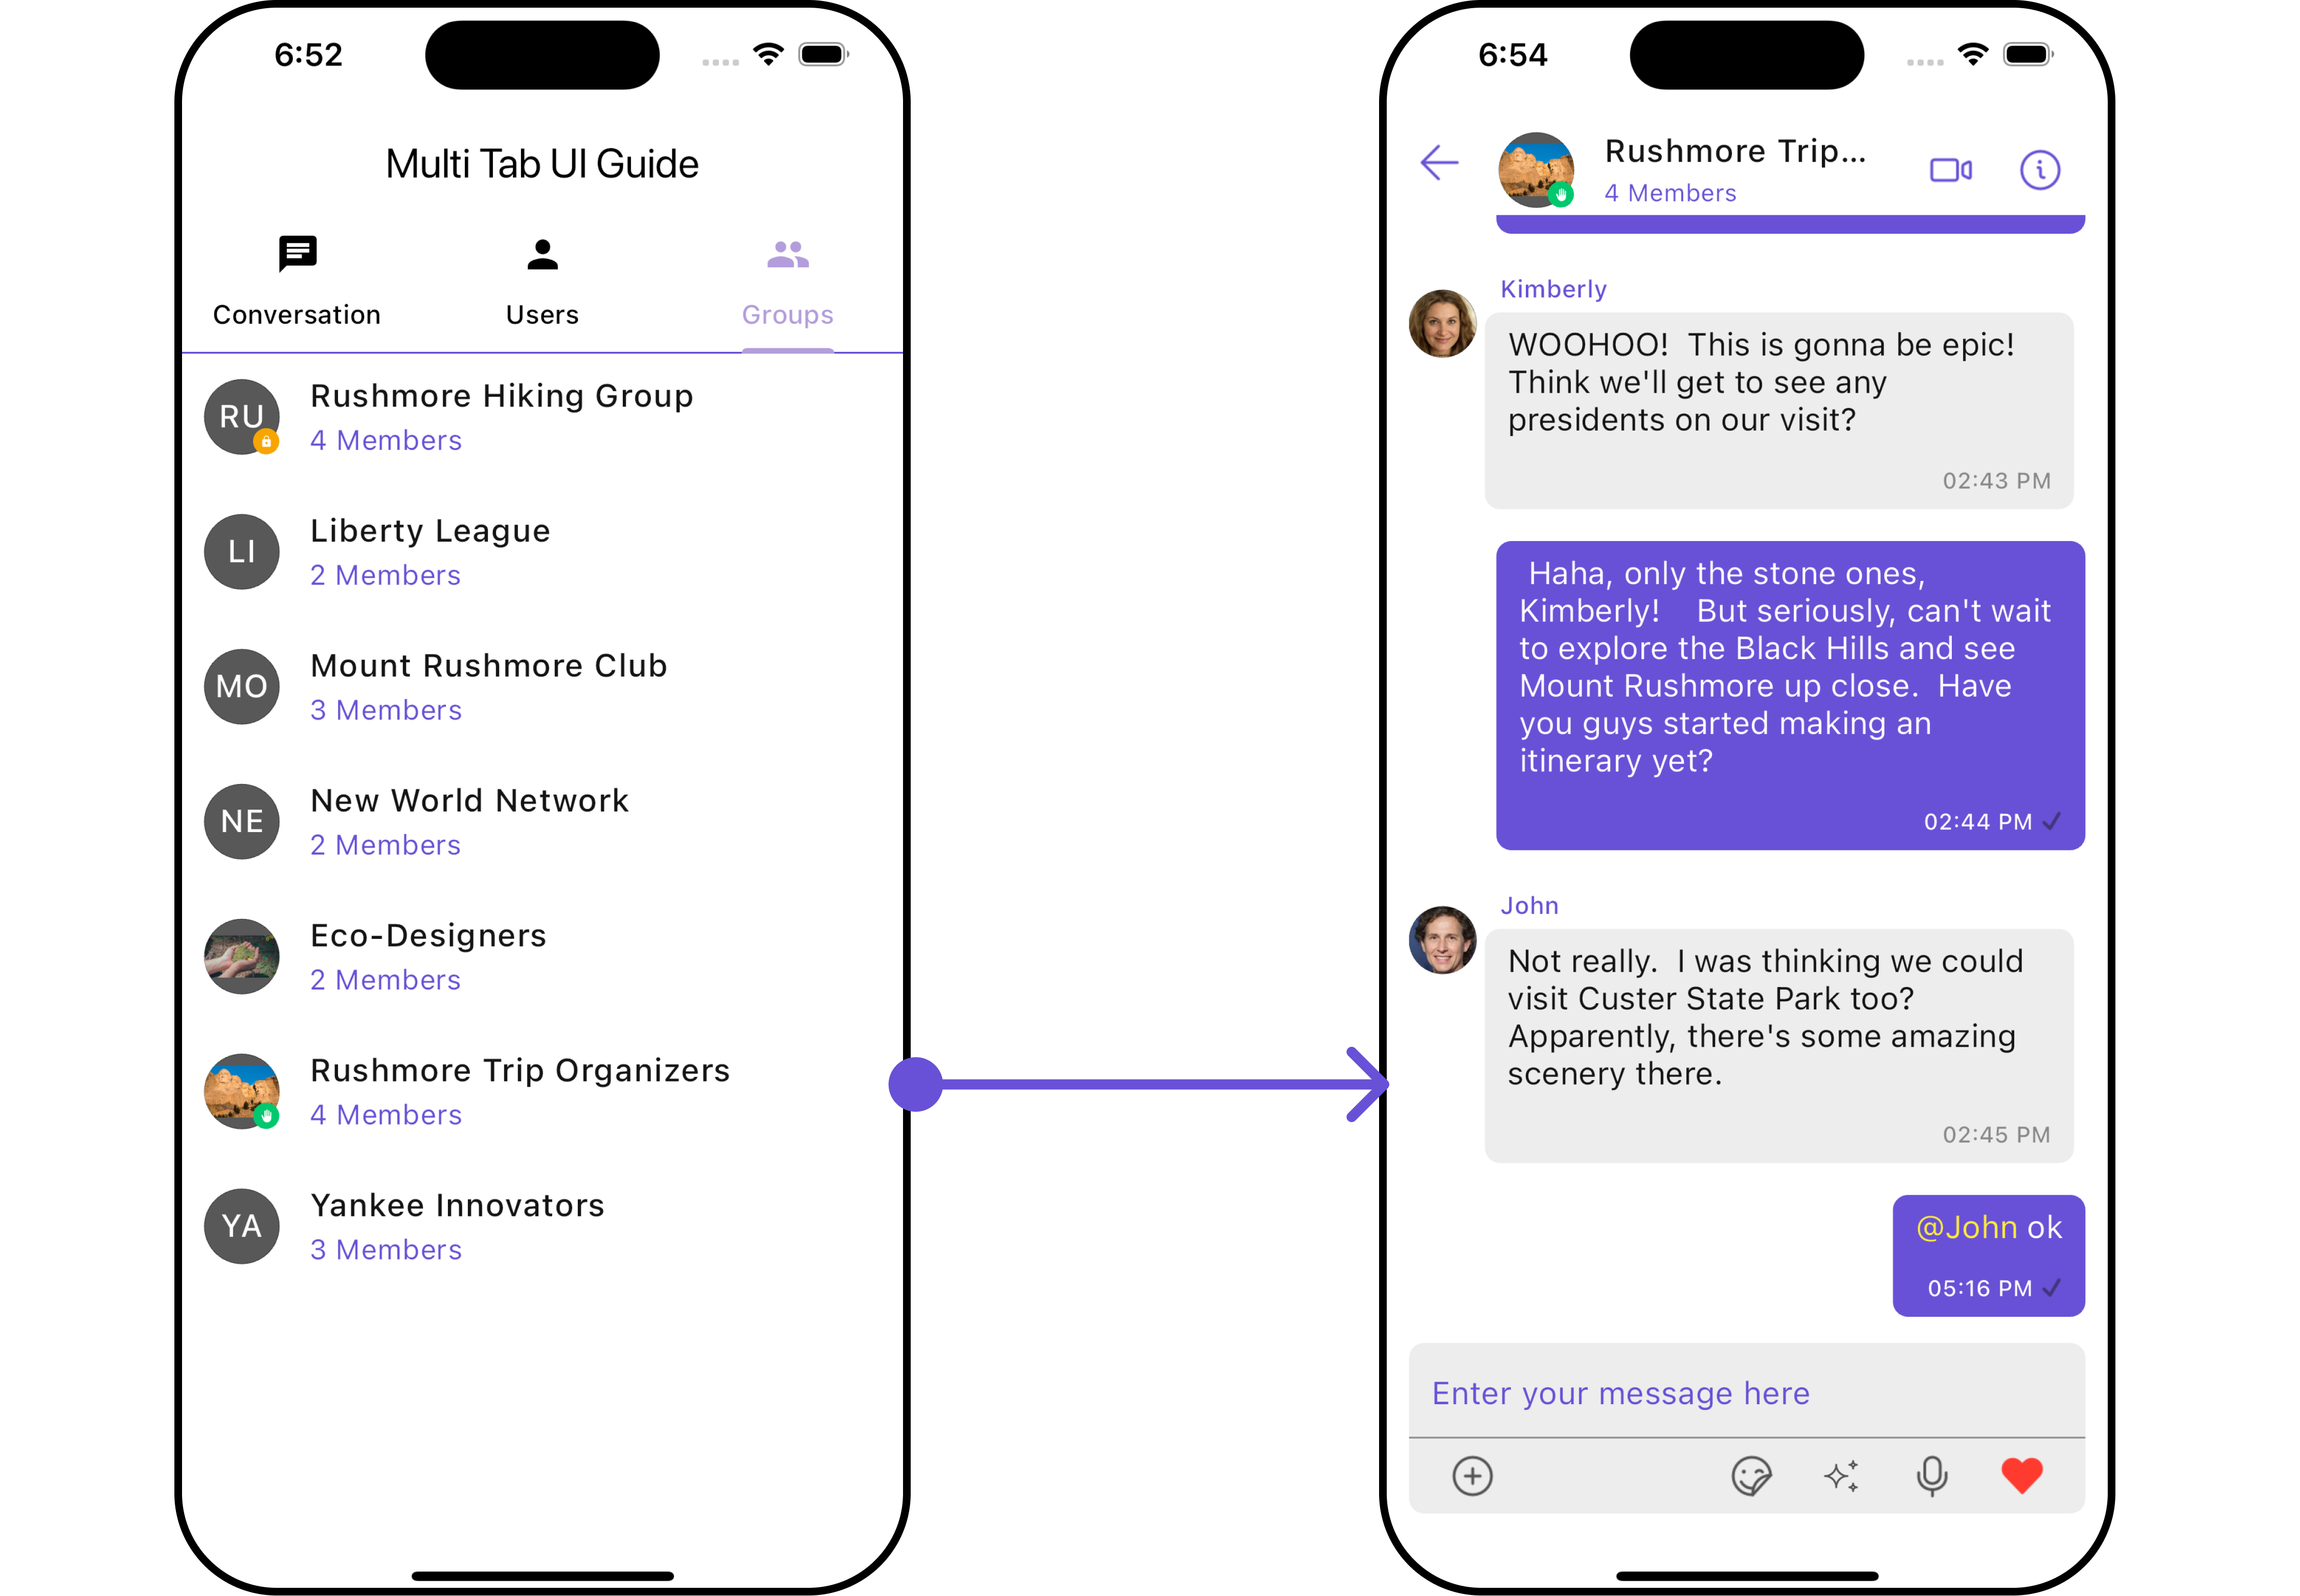 6:52
Multi Tab UI Guide
Conversation
Users
Groups
RU
Rushmore Hiking Group
4 Members
LI
Liberty League
2 Members
MO
Mount Rushmore Club
3 Members
NE
New World Network
2 Members
Eco-Designers
2 Members
Rushmore Trip Organizers
4 Members
YA
Yankee Innovators
3 Members
6:54
Rushmore Trip...
4 Members
Kimberly
WOOHOO!  This is gonna be epic!
Think we'll get to see any
presidents on our visit?
02:43 PM
Haha, only the stone ones,
Kimberly!    But seriously, can't wait
to explore the Black Hills and see
Mount Rushmore up close.  Have
you guys started making an
itinerary yet?
02:44 PM
John
Not really.  I was thinking we could
visit Custer State Park too?
Apparently, there's some amazing
scenery there.
02:45 PM
@John ok
05:16 PM
Enter your message here